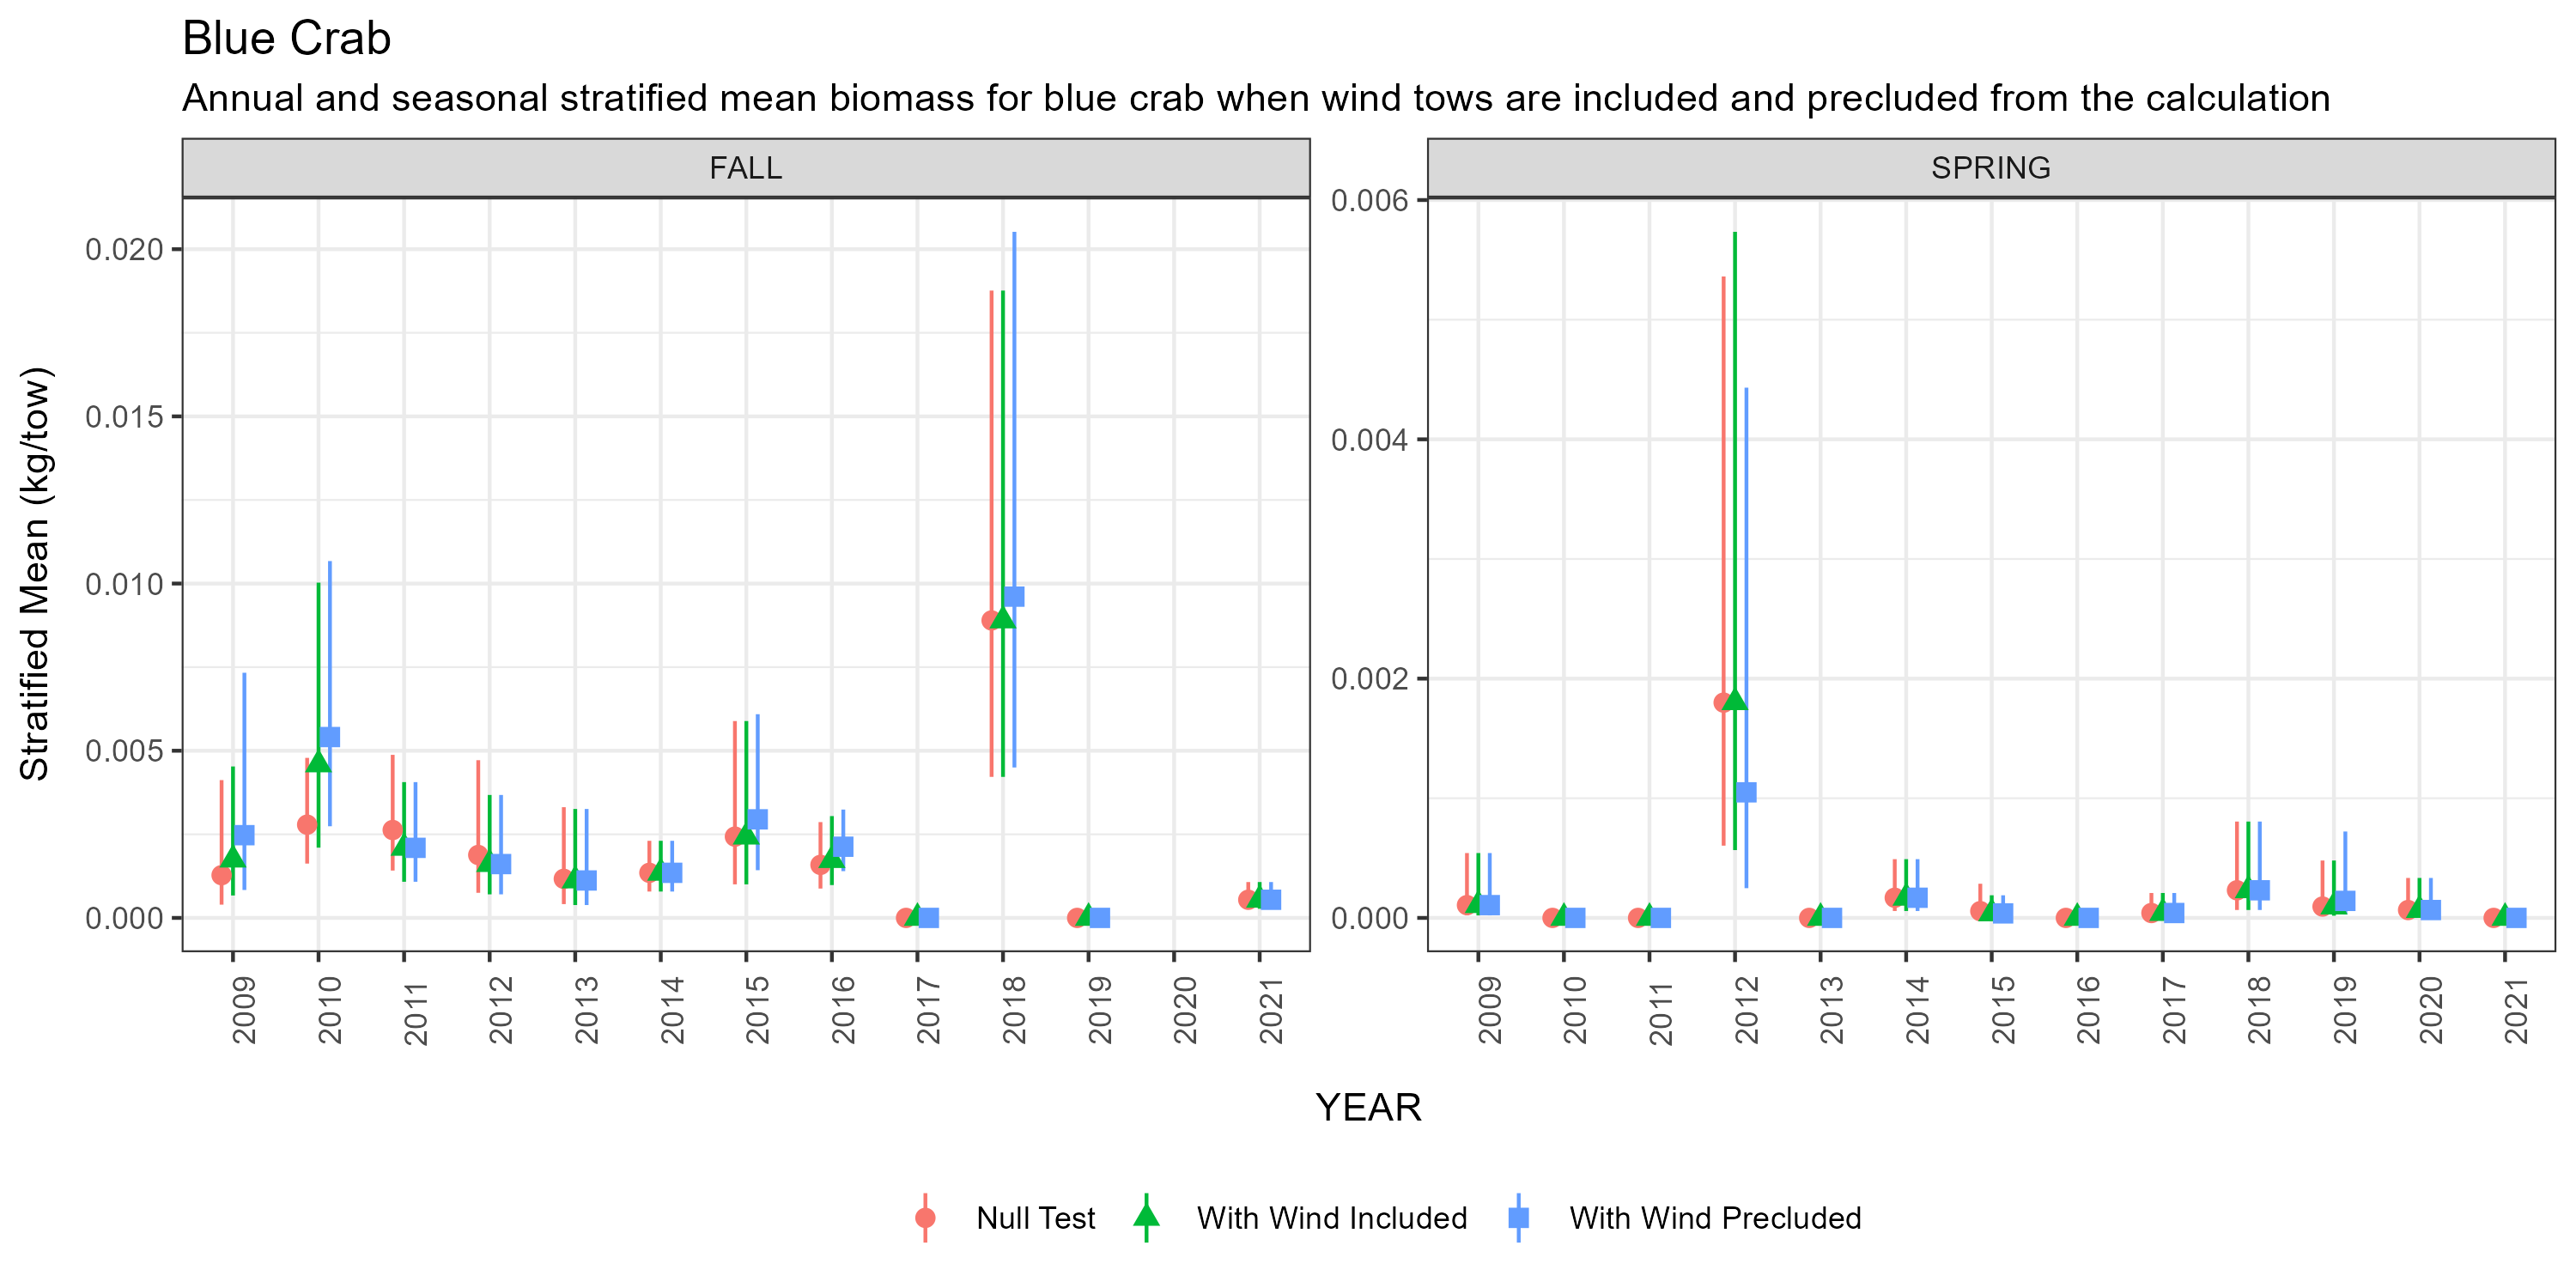 Blue Crab
Annual and seasonal stratified mean biomass for blue crab when wind tows are included and precluded from the calculation
FALL
SPRING
Stratified Mean (kg/tow)
0.020
0.015
0.010
0.005
0.000
0.006
0.004
0.002
0.000
2009 2010 2011 2012 2013 2014 2015 2016 2017 2018 2019 2020 2021
2009 2010 2011 2012 2013 2014 2015 2016 2017 2018 2019 2020 2021
YEAR
Null Test With Wind Included With Wind Precluded